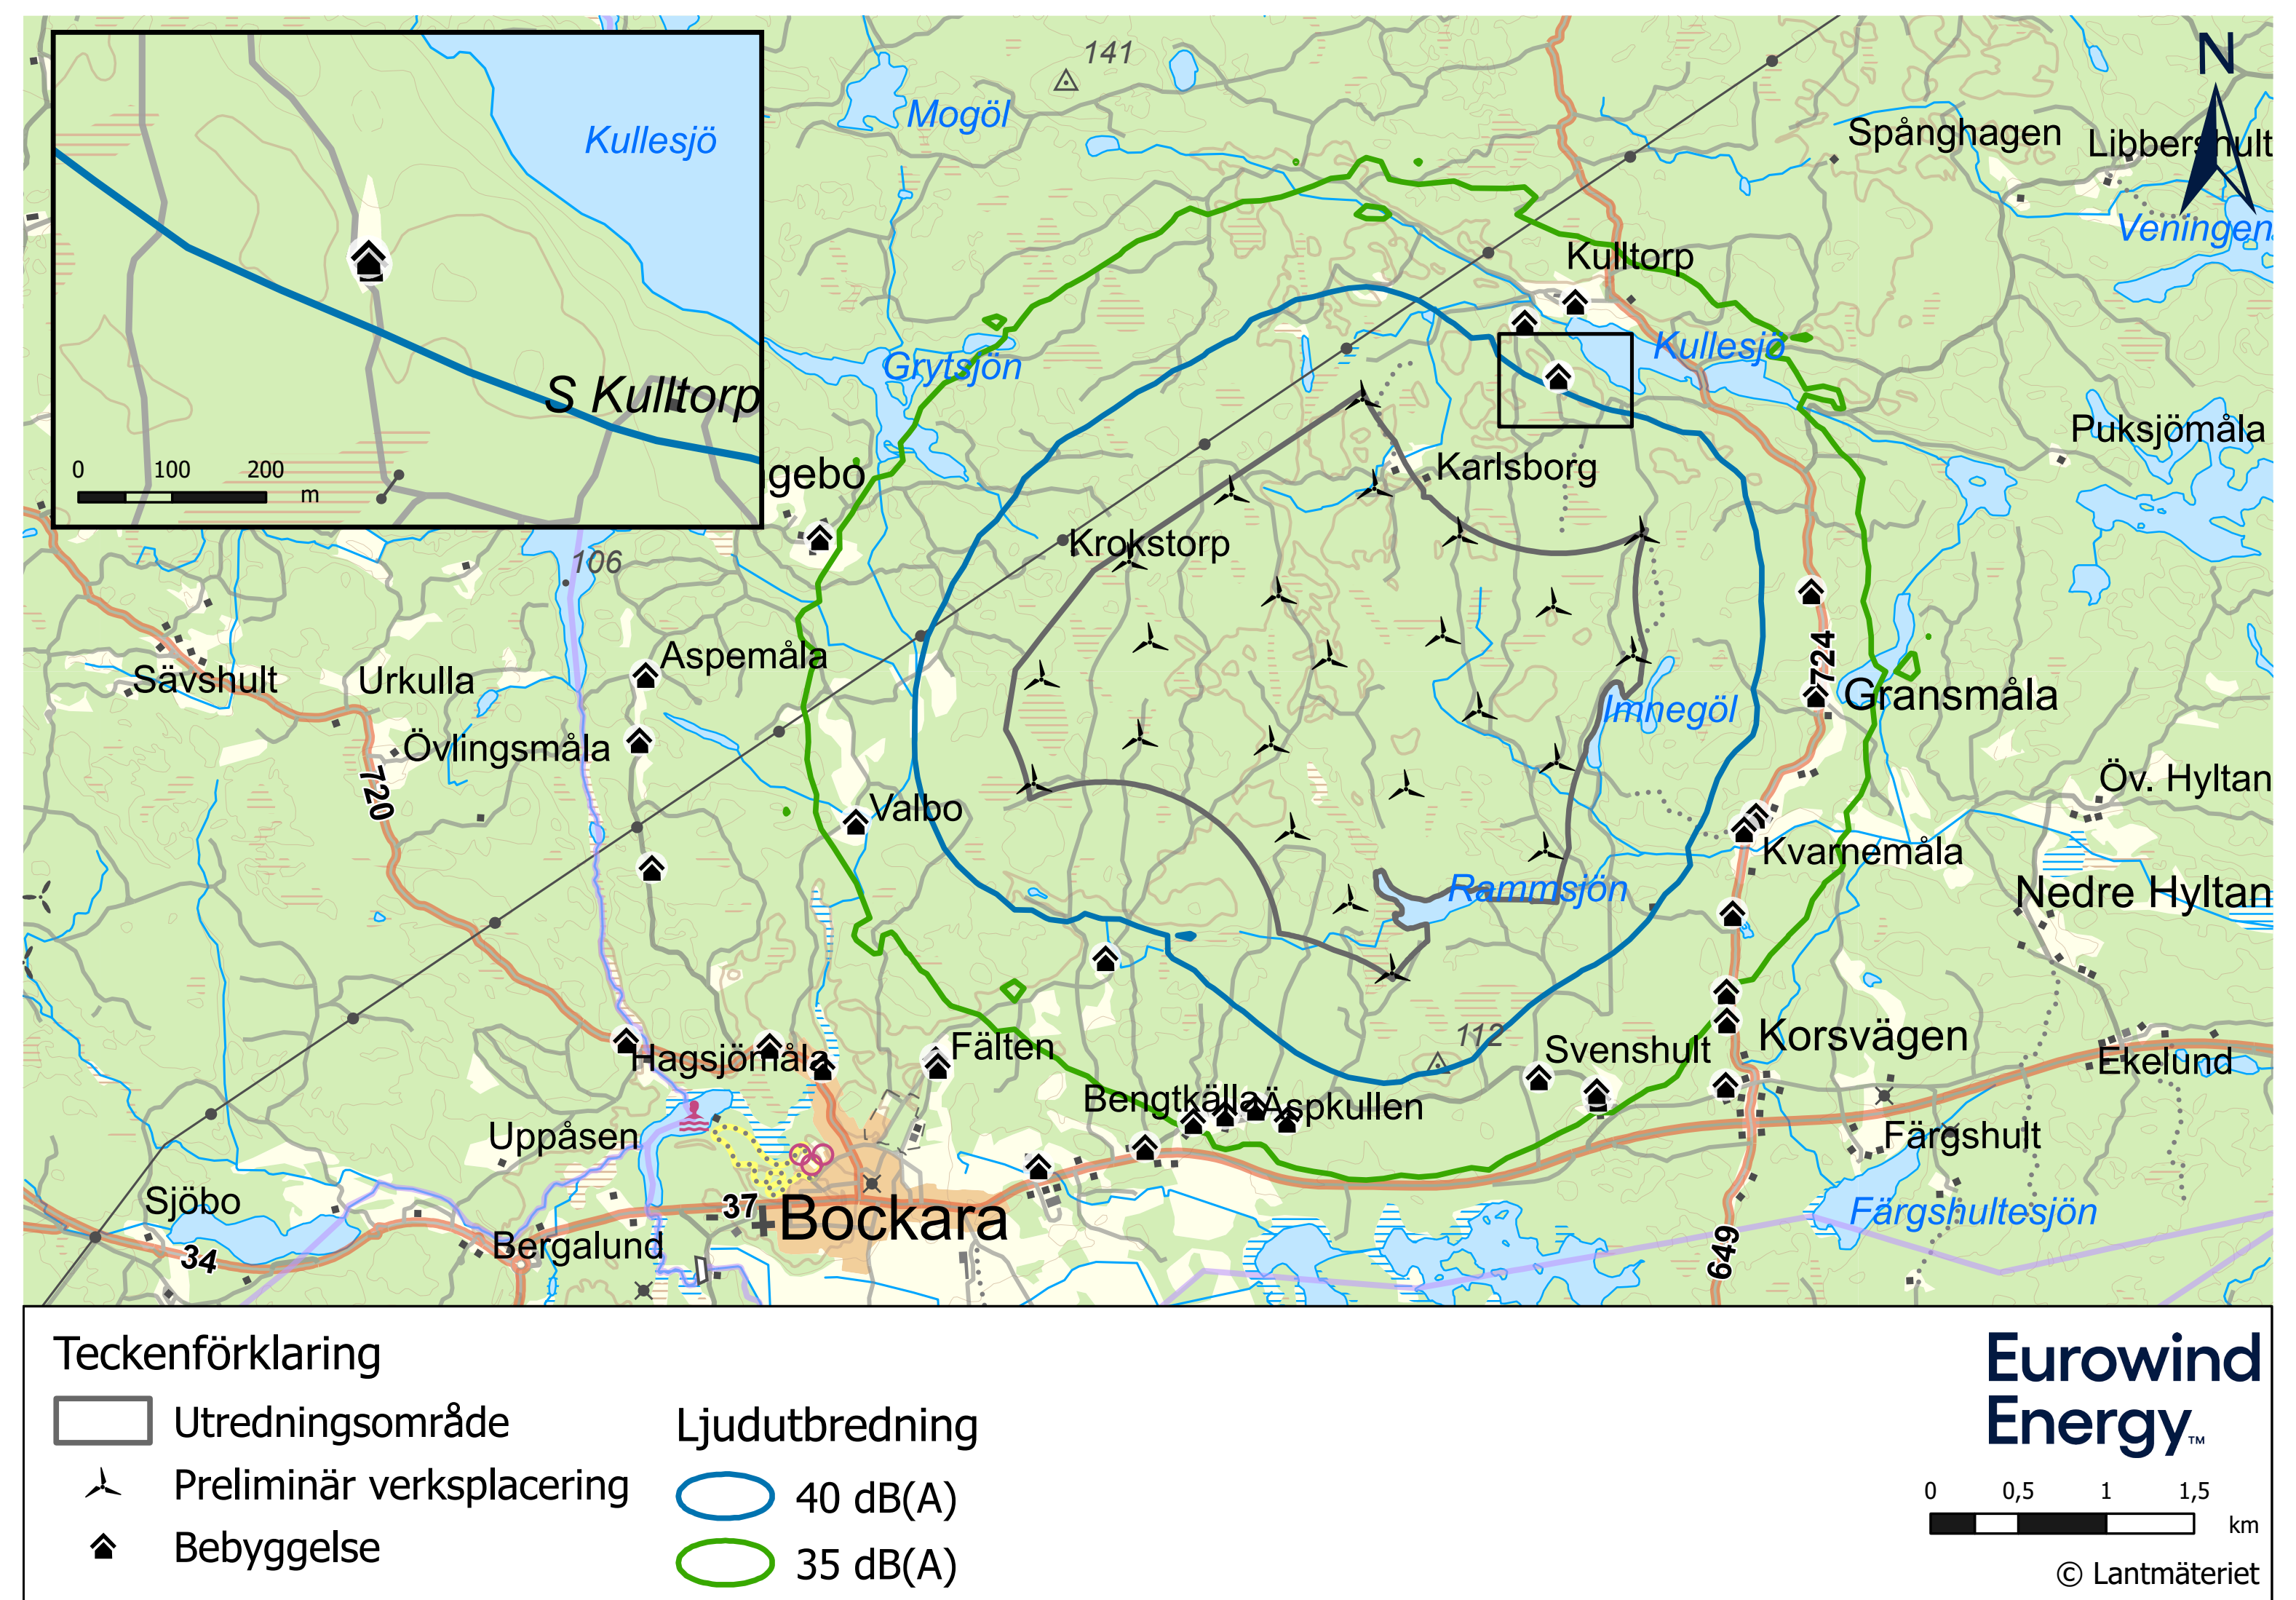 141
N
Kullesjö
Mogöl
Spånghagen
Libbershult
Veningen
Kulltorp
Kullesjö
Grytsjön
S Kulltorp
Puksjömåla
0 100 200
m
gebo
Karlsborg
Krokstorp
106
Aspemåla
724
Sävshult
Urkulla
Gransmåla
Imnegöl
Övlingsmåla
720
Öv. Hyltan
Valbo
Kvarnemåla
Rammsjön
Nedre Hyltan
112
Korsvägen
Fälten
Svenshult
Hagsjömåla
Ekelund
Bengtkälla
Äspkullen
Uppåsen
Färgshult
Sjöbo
37
Bockara
Färgshultesjön
34
Bergalund
649
Teckenförklaring
Utredningsområde
Preliminär verksplacering
Bebyggelse
Ljudutbredning
40 dB(A)
35 dB(A)
Eurowind
Energy™
0 0,5 1 1,5
km
© Lantmäteriet